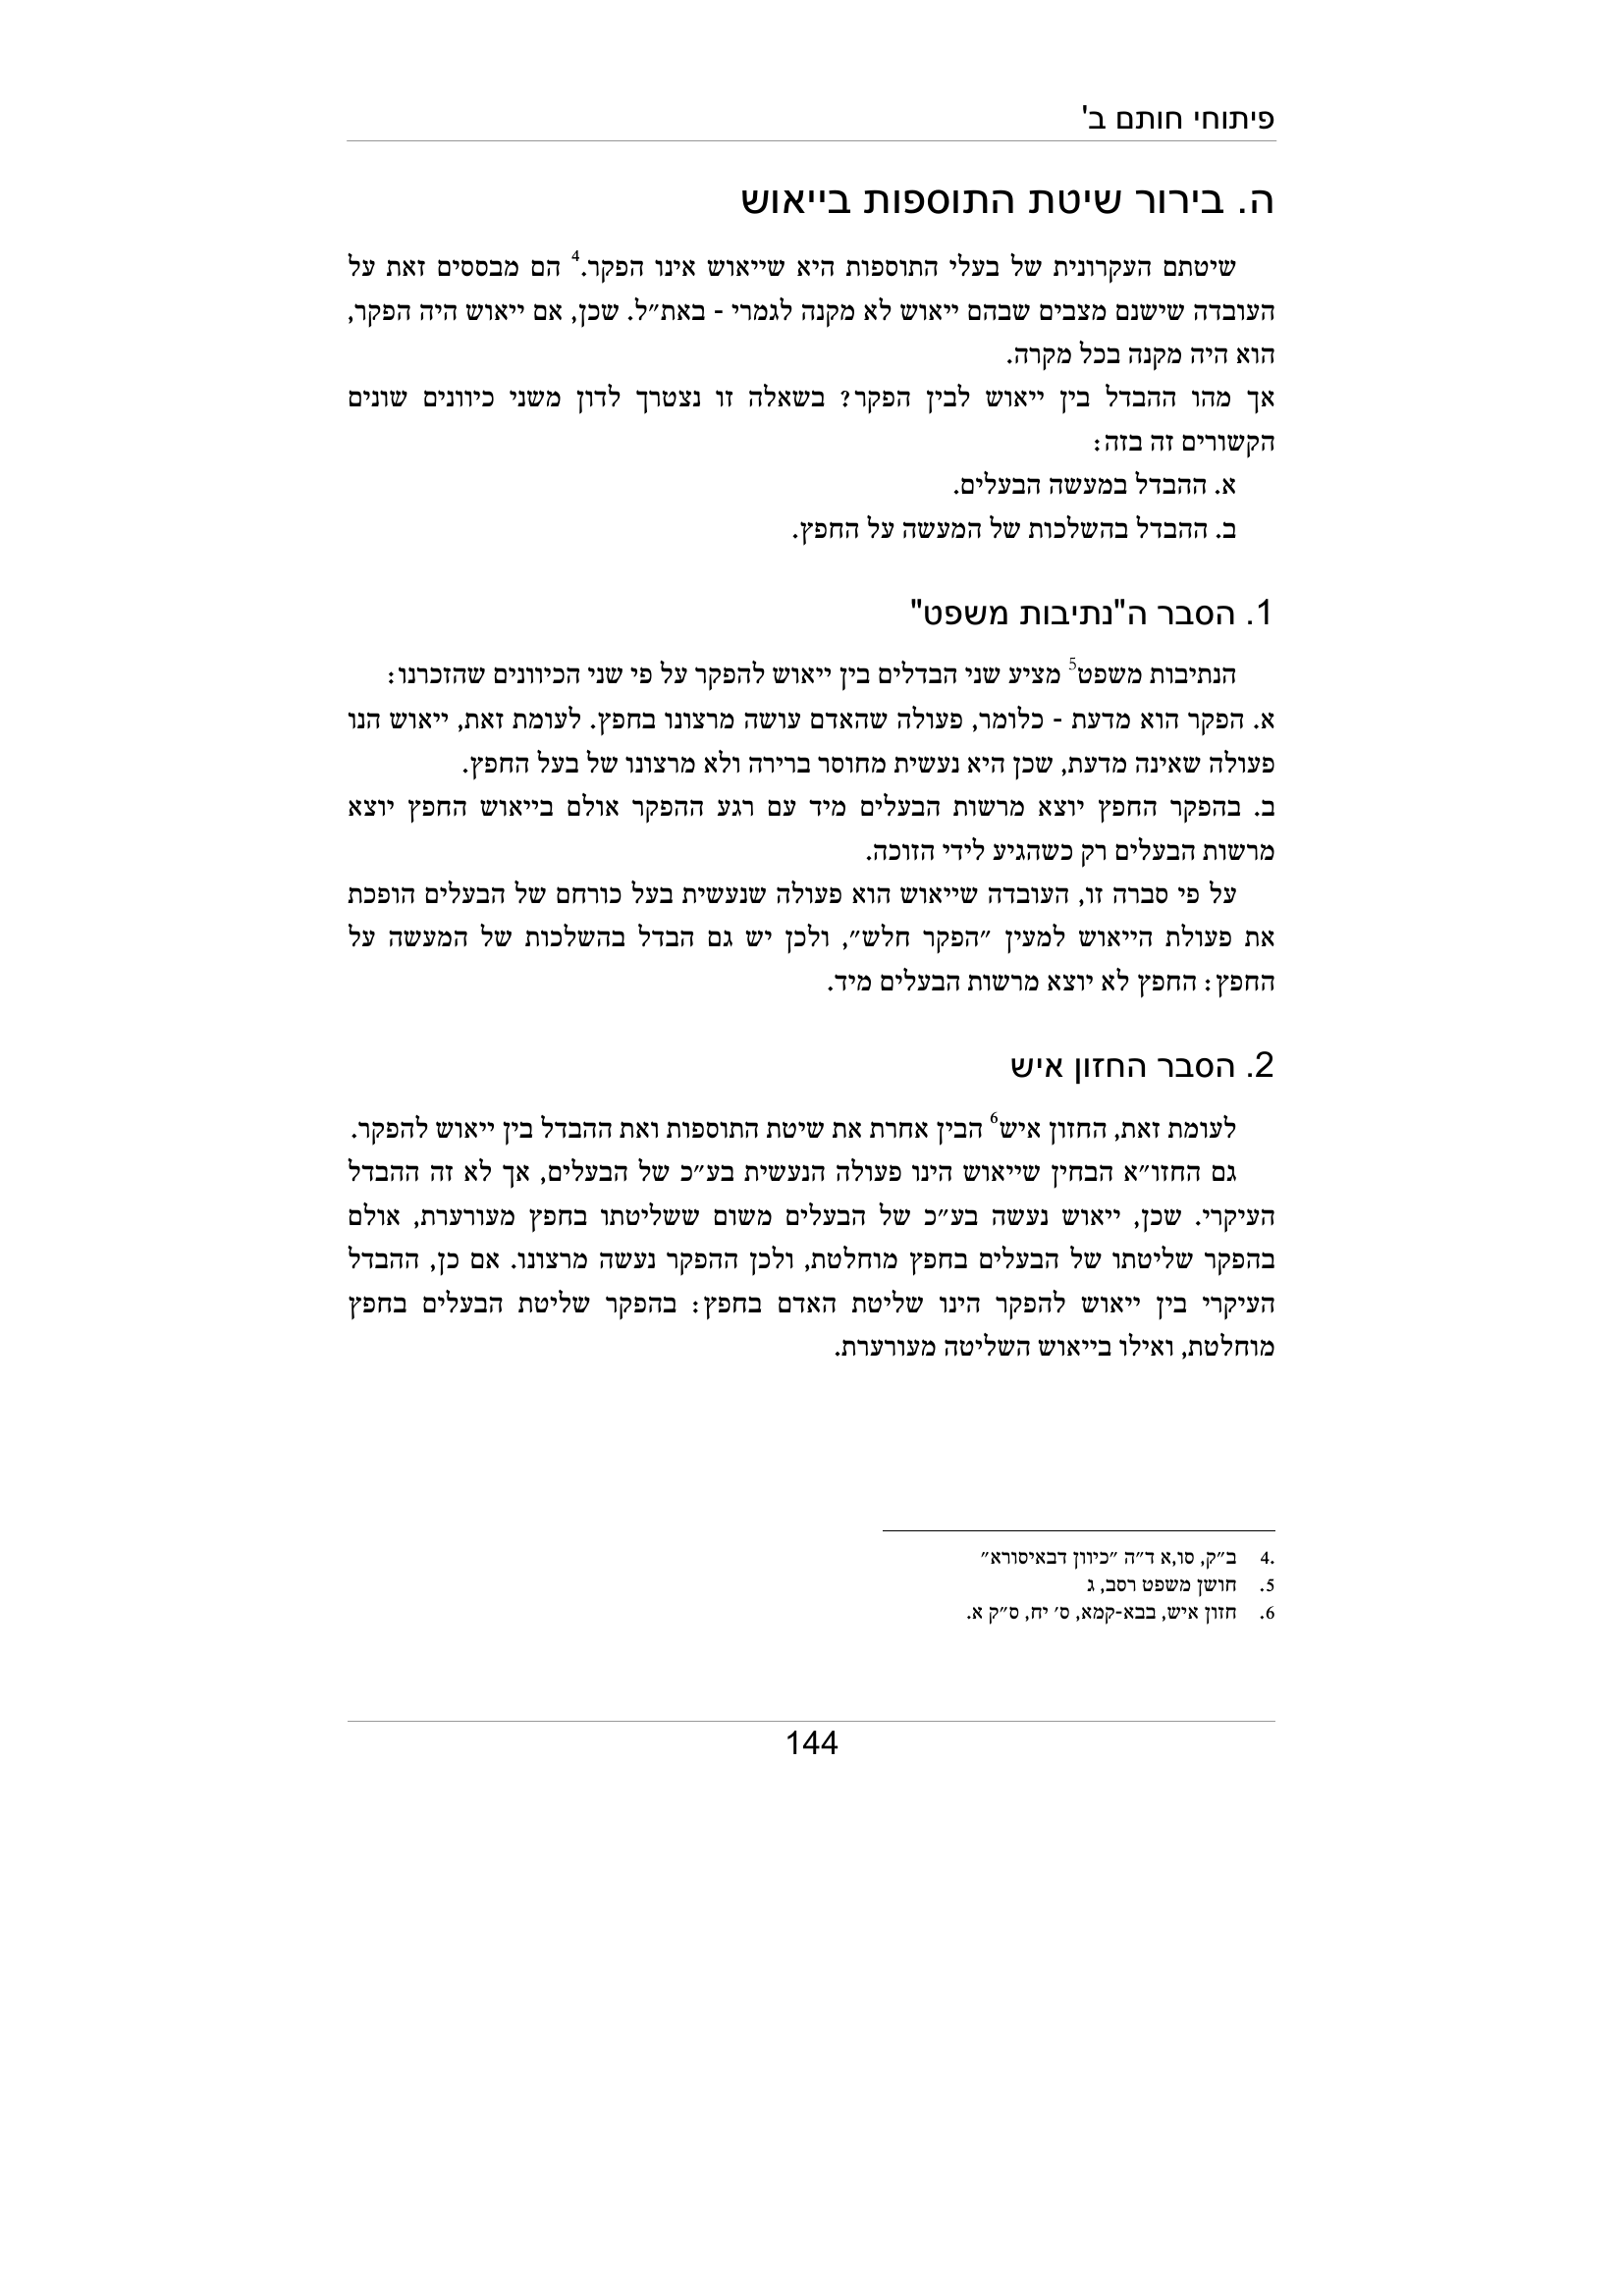 פיתוחי חותם ב'
ה. בירור שיטת התוספות בייאוש
שיטתם העקרונית של בעלי התוספות היא שייאוש אינו הפקר.4 הם מבססים זאת על
העובדה שישנם מצבים שבהם ייאוש לא מקנה לגמרי - באת״ל. שכן, אם ייאוש היה הפקר,
הוא היה מקנה בכל מקרה.
אך מהו ההבדל בין ייאוש לבין הפקר? בשאלה זו נצטרך לדון משני כיוונים שונים
הקשורים זה בזה:
א. ההבדל במעשה הבעלים.
ב. ההבדל בהשלכות של המעשה על החפץ.
1. הסבר ה"נתיבות משפט"
הנתיבות משפט5 מציע שני הבדלים בין ייאוש להפקר על פי שני הכיוונים שהזכרנו:
א. הפקר הוא מדעת - כלומר, פעולה שהאדם עושה מרצונו בחפץ. לעומת זאת, ייאוש הנו
פעולה שאינה מדעת, שכן היא נעשית מחוסר ברירה ולא מרצונו של בעל החפץ.
ב. בהפקר החפץ יוצא מרשות הבעלים מיד עם רגע ההפקר אולם בייאוש החפץ יוצא
מרשות הבעלים רק כשהגיע לידי הזוכה.
על פי סברה זו, העובדה שייאוש הוא פעולה שנעשית בעל כורחם של הבעלים הופכת
את פעולת הייאוש למעין ״הפקר חלש״, ולכן יש גם הבדל בהשלכות של המעשה על
החפץ: החפץ לא יוצא מרשות הבעלים מיד.
2. הסבר החזון איש
לעומת זאת, החזון איש6 הבין אחרת את שיטת התוספות ואת ההבדל בין ייאוש להפקר.
גם החזו״א הבחין שייאוש הינו פעולה הנעשית בע״כ של הבעלים, אך לא זה ההבדל
העיקרי. שכן, ייאוש נעשה בע״כ של הבעלים משום ששליטתו בחפץ מעורערת, אולם
בהפקר שליטתו של הבעלים בחפץ מוחלטת, ולכן ההפקר נעשה מרצונו. אם כן, ההבדל
העיקרי בין ייאוש להפקר הינו שליטת האדם בחפץ: בהפקר שליטת הבעלים בחפץ
מוחלטת, ואילו בייאוש השליטה מעורערת.
4. ב״ק, סו,א ד״ה ״כיוון דבאיסורא״
5. חושן משפט רסב, ג
6. חזון איש, בבא-קמא, ס׳ יח, ס״ק א.
144